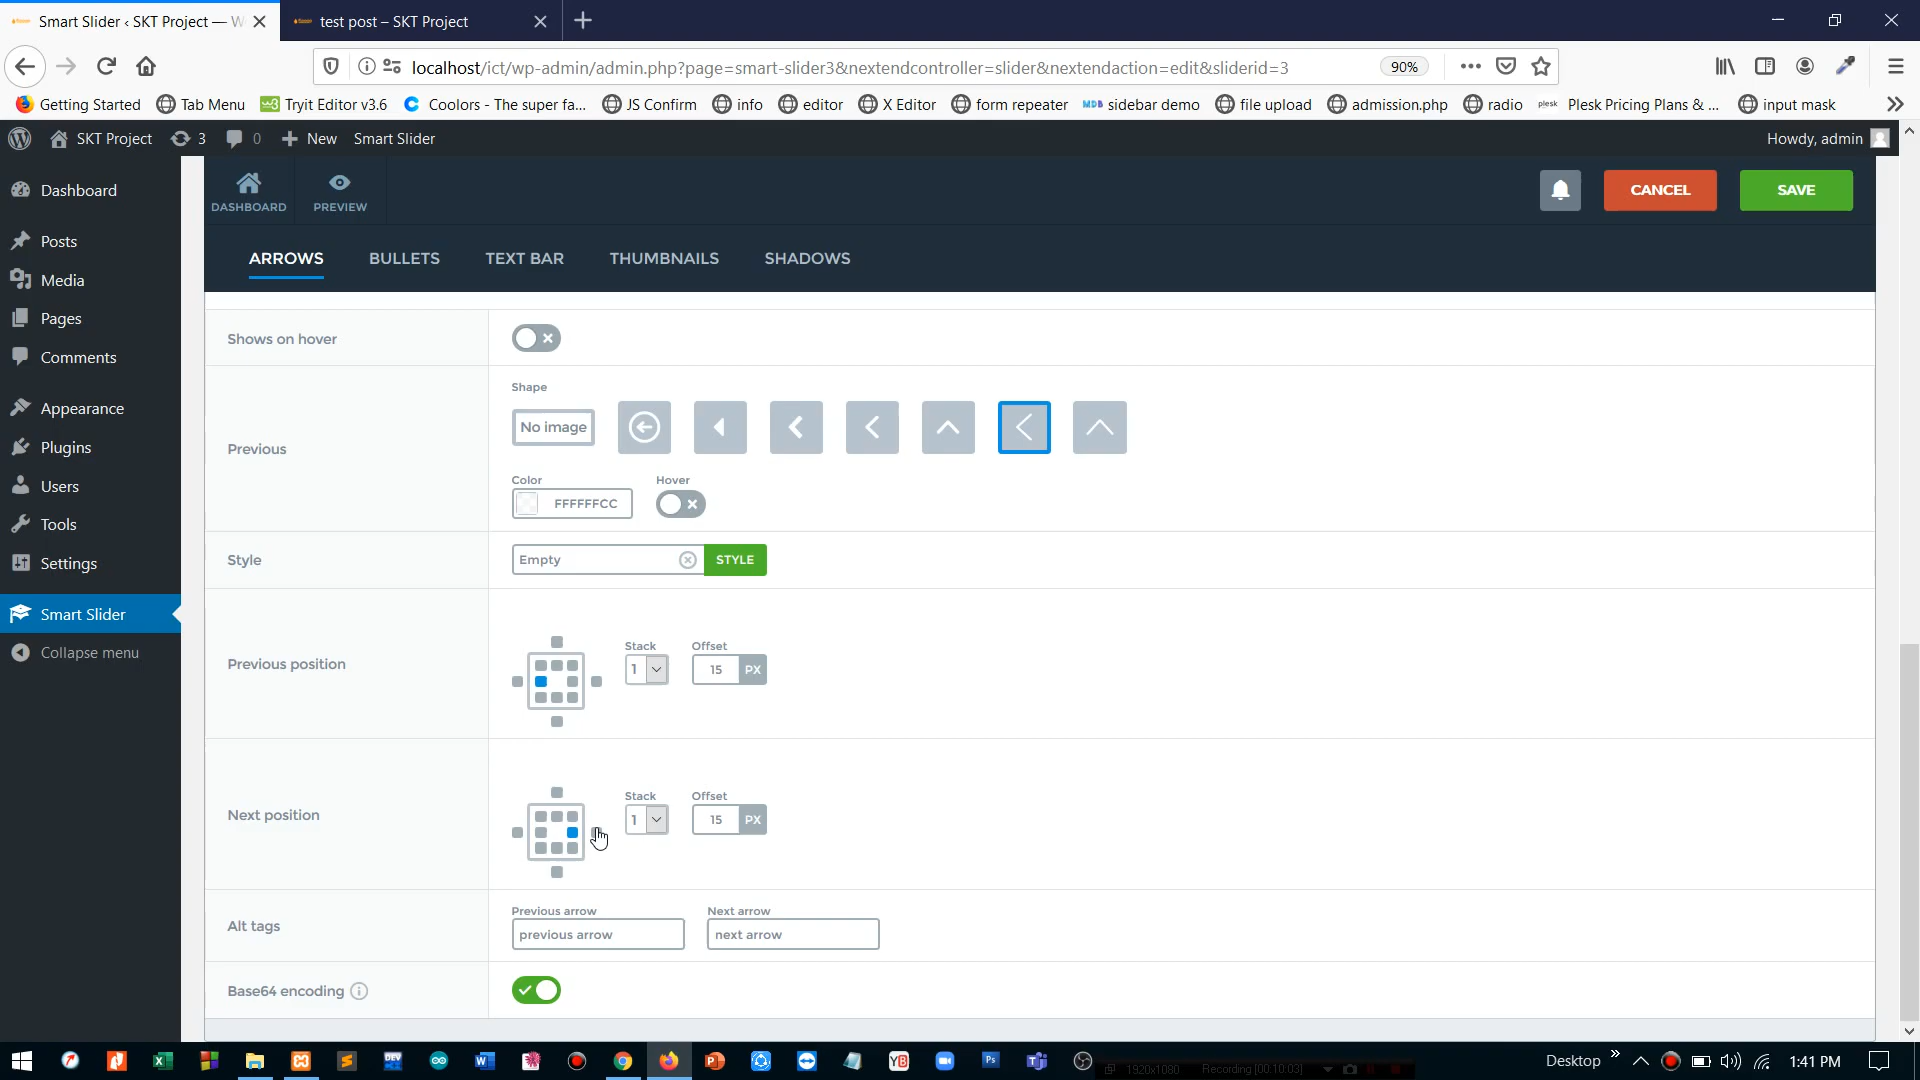 Smart Slider ‹ SKT Project — W
test post – SKT Project
localhost/ict/wp-admin/admin.php?page=smart-slider3&nextendcontroller=slider&nextendaction=edit&sliderid=3
90%
Getting Started
Tab Menu
Tryit Editor v3.6
Coolors - The super fa...
JS Confirm
info
editor
X Editor
form repeater
sidebar demo
file upload
admission.php
radio
plesk
Plesk Pricing Plans & ...
input mask
SKT Project
3
0
New
Smart Slider
Howdy, admin
Dashboard
Posts
Media
Pages
Comments
Appearance
Plugins
Users
Tools
Settings
Smart Slider
Collapse menu
DASHBOARD
PREVIEW
CANCEL
SAVE
ARROWS
BULLETS
TEXT BAR
THUMBNAILS
SHADOWS
Shows on hover
Previous
Shape
No image
Color
Hover
FFFFFFCC
Style
Empty
STYLE
Previous position
Stack
Offset
1
15
PX
Next position
Stack
Offset
1
15
PX
Alt tags
Previous arrow
Next arrow
previous arrow
next arrow
Base64 encoding
Desktop
1:41 PM
1920x1080
Recording [00:10:03]